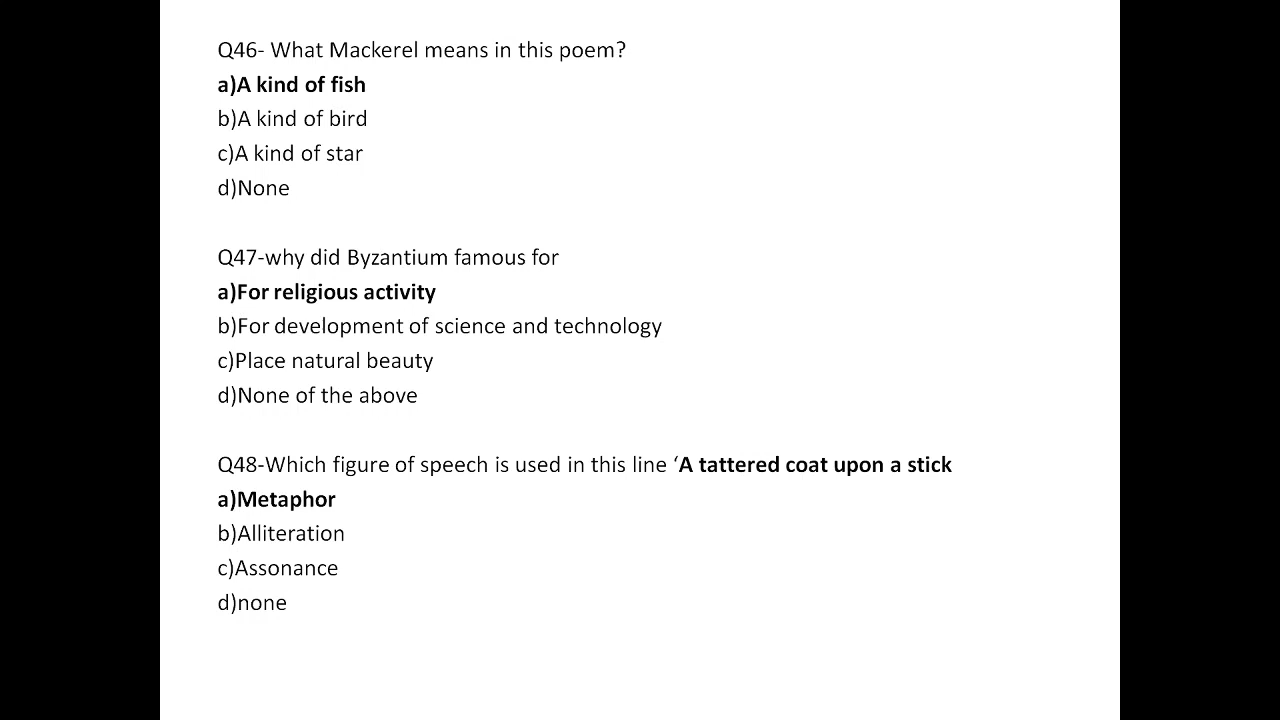 Q46- What Mackerel means in this poem?
a)A kind of fish
b)A kind of bird
c)A kind of star
d)None
Q47-why did Byzantium famous for
a)For religious activity
b)For development of science and technology
c)Place natural beauty
d)None of the above
Q48-Which figure of speech is used in this line ‘A tattered coat upon a stick
a)Metaphor
b)Alliteration
c)Assonance
d)none